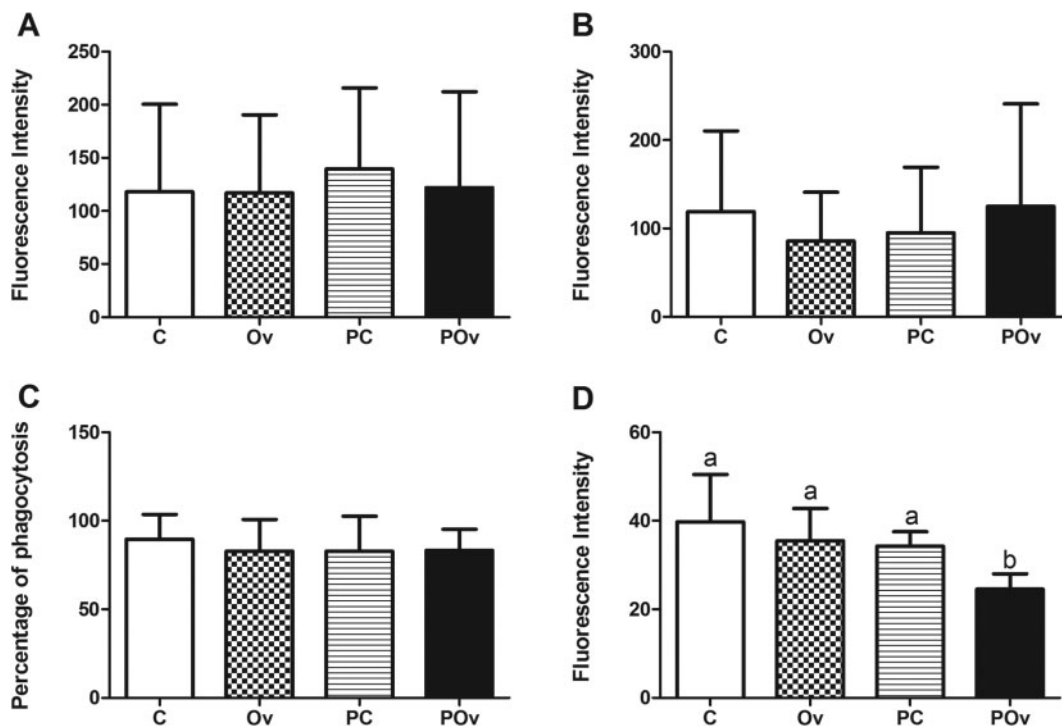 A
Fluorescence Intensity
250
200
150
100
50
0
C Ov PC POv
B
Fluorescence Intensity
300
200
100
0
C Ov PC POv
C
Percentage of phagocytosis
150
100
50
0
C Ov PC POv
D
Fluorescence Intensity
60
40
20
0
a a a b
C Ov PC POv